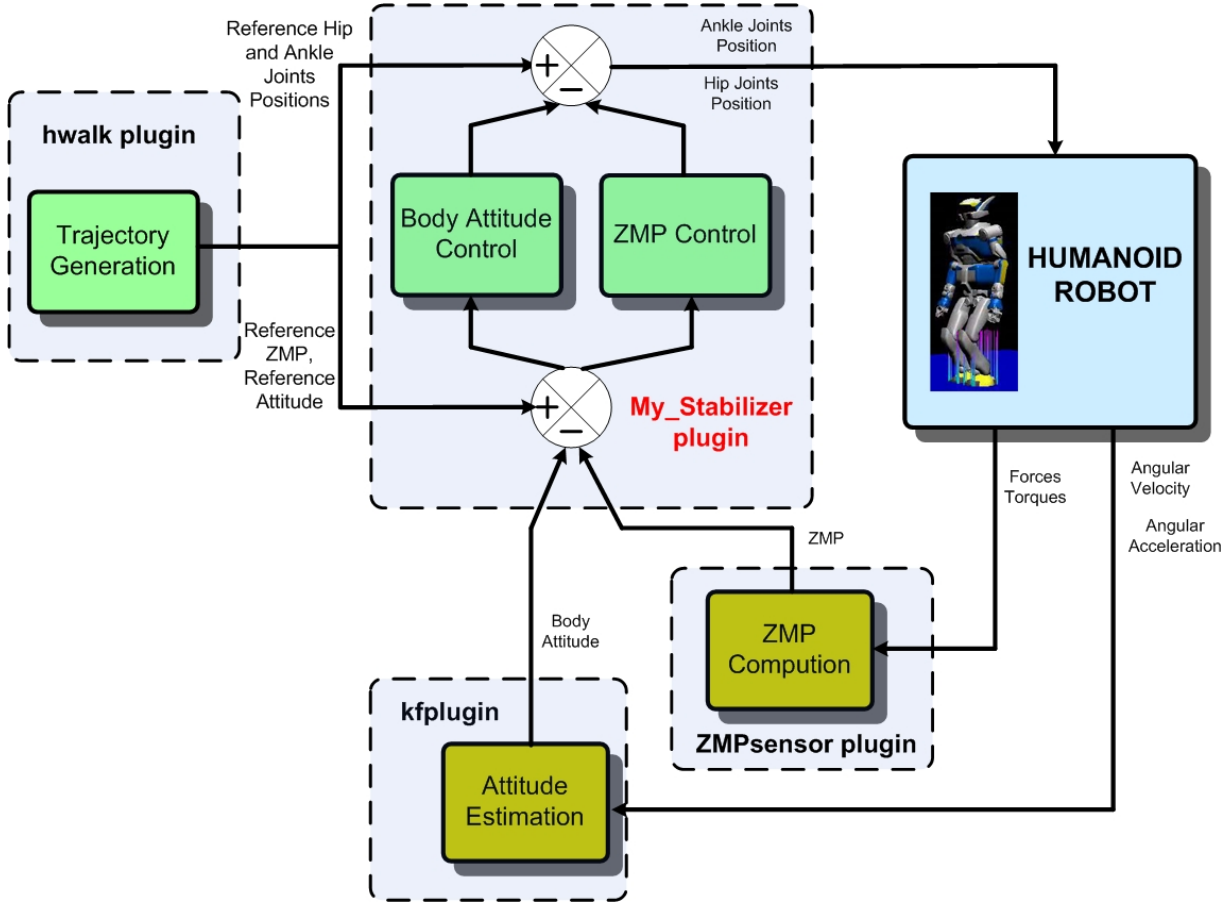 Reference Hip
and Ankle
Joints
Positions
hwalk plugin
Trajectory
Generation
Reference
ZMP,
Reference
Attitude
+
−
Body Attitude
Control
ZMP Control
+
−
My_Stabilizer
plugin
Ankle Joints
Position
Hip Joints
Position
HUMANOID
ROBOT
Forces
Torques
Angular
Velocity
Angular
Acceleration
ZMP
ZMP
Compution
ZMPsensor plugin
Body
Attitude
kfplugin
Attitude
Estimation